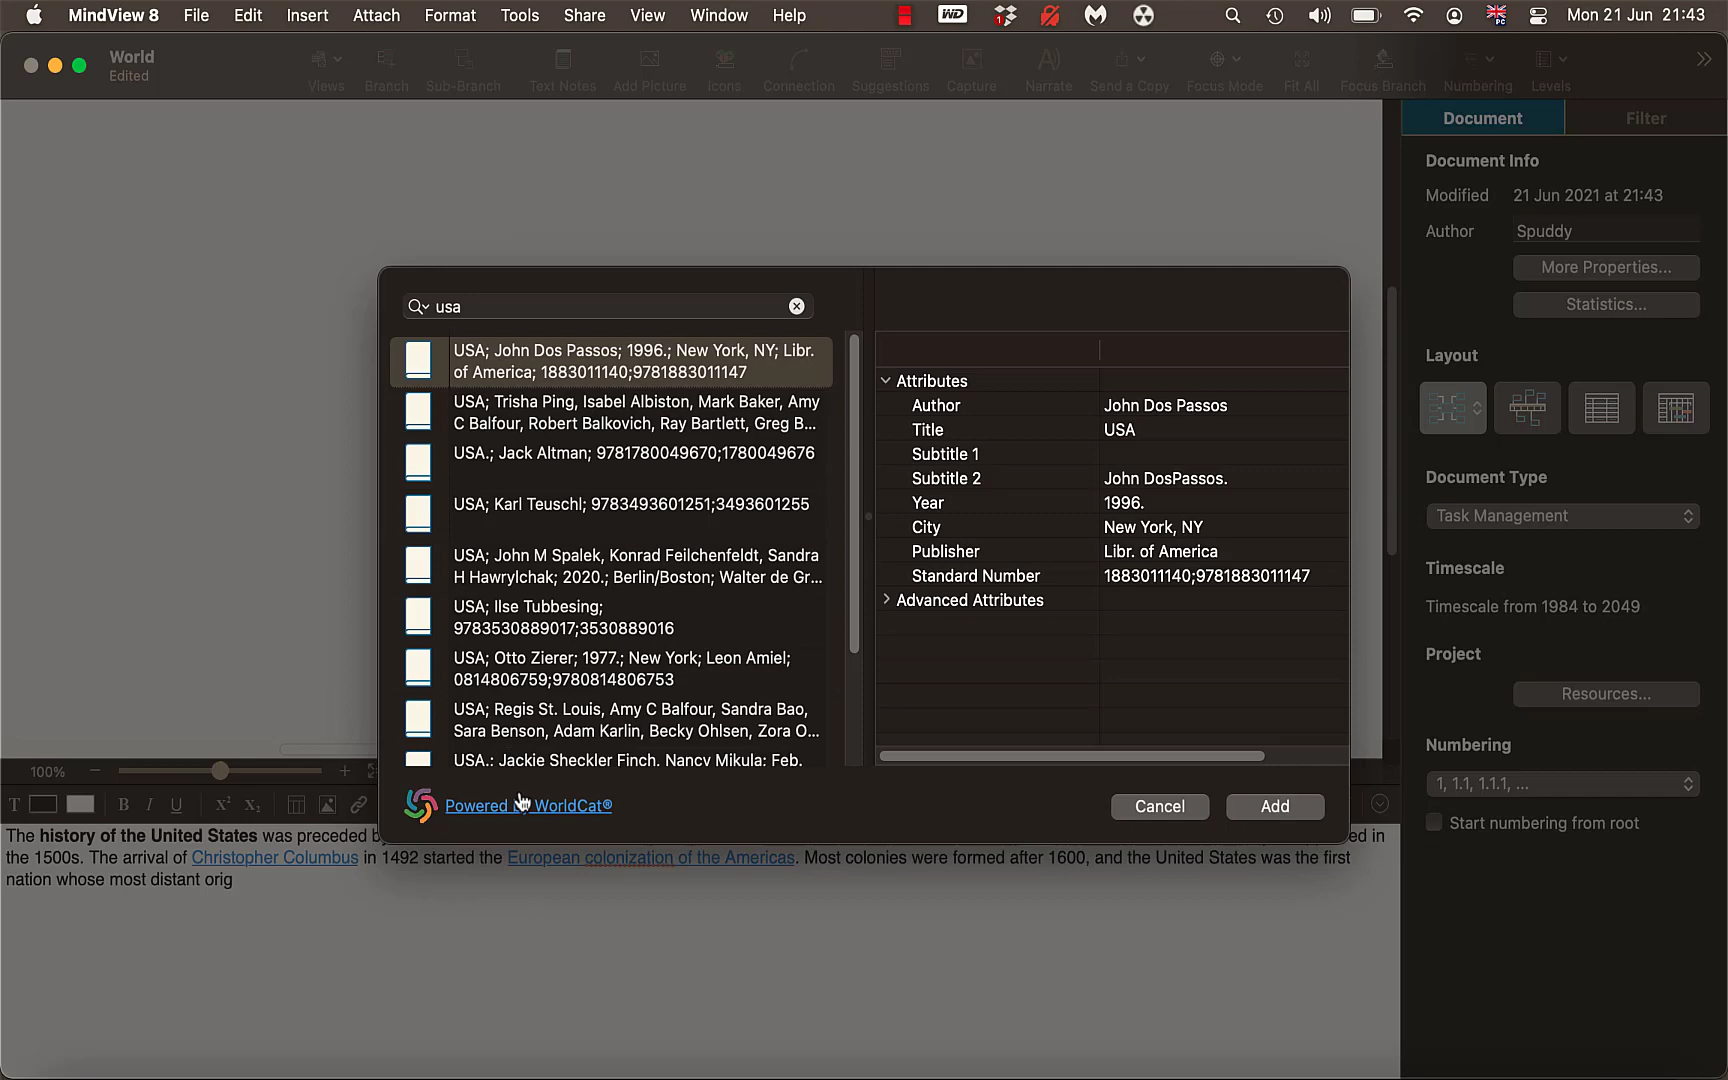 MindView 8 File Edit Insert Attach Format Tools Share View Window Help
1 WD PC Mon 21 Jun 21:43
World
Edited
Views Branch Sub-Branch Text Notes Add Picture Icons Connection Suggestions Capture Narrate Send a Copy Focus Mode Fit All Focus Branch Numbering Levels
Document Filter
Document Info
Modified 21 Jun 2021 at 21:43
Author Spuddy
More Properties...
Statistics...
Layout
Document Type
Task Management
Timescale
Timescale from 1984 to 2049
Project
Resources...
Numbering
1, 1.1, 1.1.1, ...
Start numbering from root
usa
USA; John Dos Passos; 1996.; New York, NY; Libr.
of America; 1883011140;9781883011147
USA; Trisha Ping, Isabel Albiston, Mark Baker, Amy
C Balfour, Robert Balkovich, Ray Bartlett, Greg B...
USA.; Jack Altman; 9781780049670;1780049676
USA; Karl Teuschl; 9783493601251;3493601255
USA; John M Spalek, Konrad Feilchenfeldt, Sandra
H Hawrylchak; 2020.; Berlin/Boston; Walter de Gr...
USA; Ilse Tubbesing;
9783530889017;3530889016
USA; Otto Zierer; 1977.; New York; Leon Amiel;
0814806759;9780814806753
USA; Regis St. Louis, Amy C Balfour, Sandra Bao,
Sara Benson, Adam Karlin, Becky Ohlsen, Zora O...
USA.; Jackie Sheckler Finch, Nancy Mikula; Feb.
Attributes
Author John Dos Passos
Title USA
Subtitle 1
Subtitle 2 John DosPassos.
Year 1996.
City New York, NY
Publisher Libr. of America
Standard Number 1883011140;9781883011147
Advanced Attributes
Powered WorldCat®
Cancel Add
100%
T B I U X² X₂
The history of the United States was preceded ed in
the 1500s. The arrival of Christopher Columbus in 1492 started the European colonization of the Americas. Most colonies were formed after 1600, and the United States was the first
nation whose most distant orig